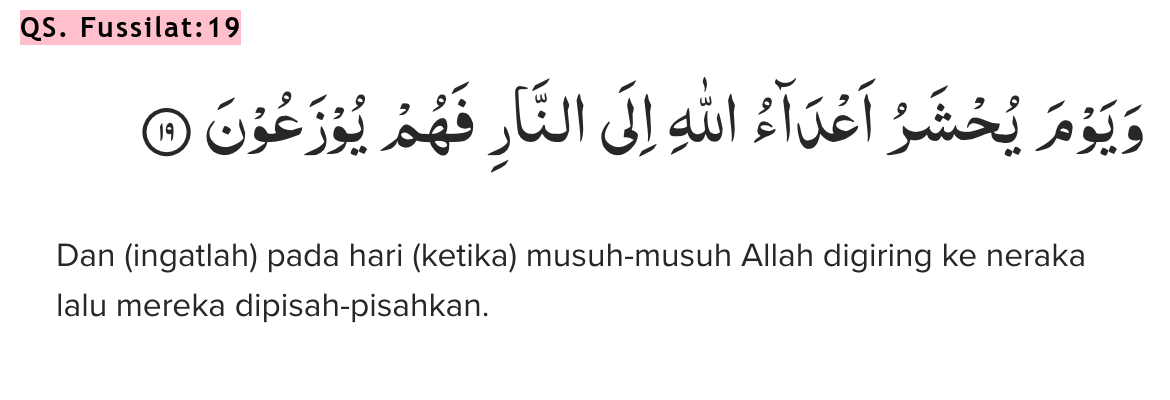 QS. Fussilat:19
وَيَوْمَ يُحْشَرُ اَعْدَاۤءُ اللّٰهِ اِلَى النَّارِ فَهُمْ يُوْزَعُوْنَ ١٩
Dan (ingatlah) pada hari (ketika) musuh-musuh Allah digiring ke neraka
lalu mereka dipisah-pisahkan.